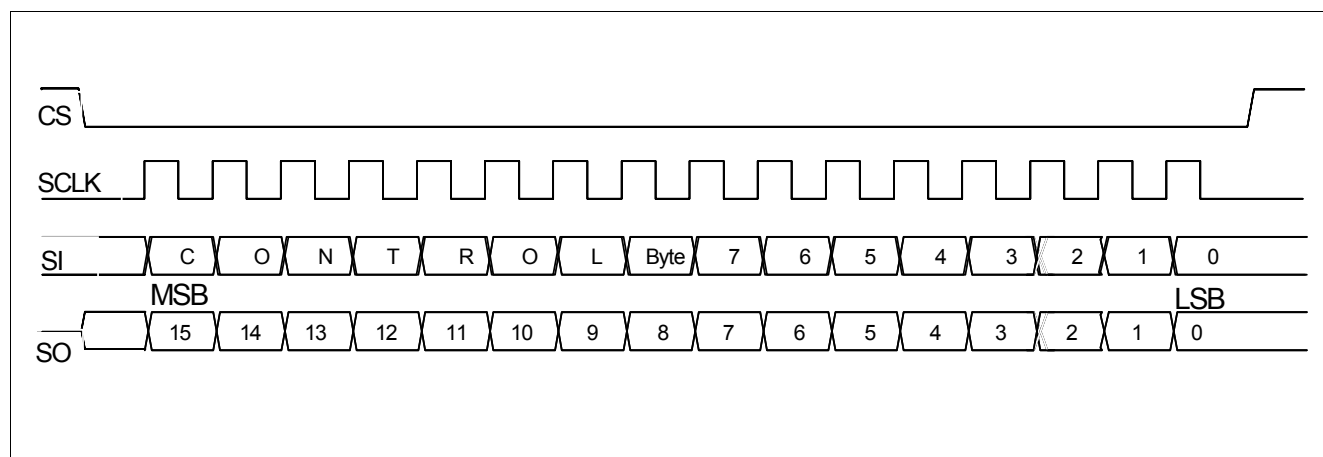 CS
SCLK
SI C O N T R O L Byte 7 6 5 4 3 2 1 0
MSB LSB
SO 15 14 13 12 11 10 9 8 7 6 5 4 3 2 1 0